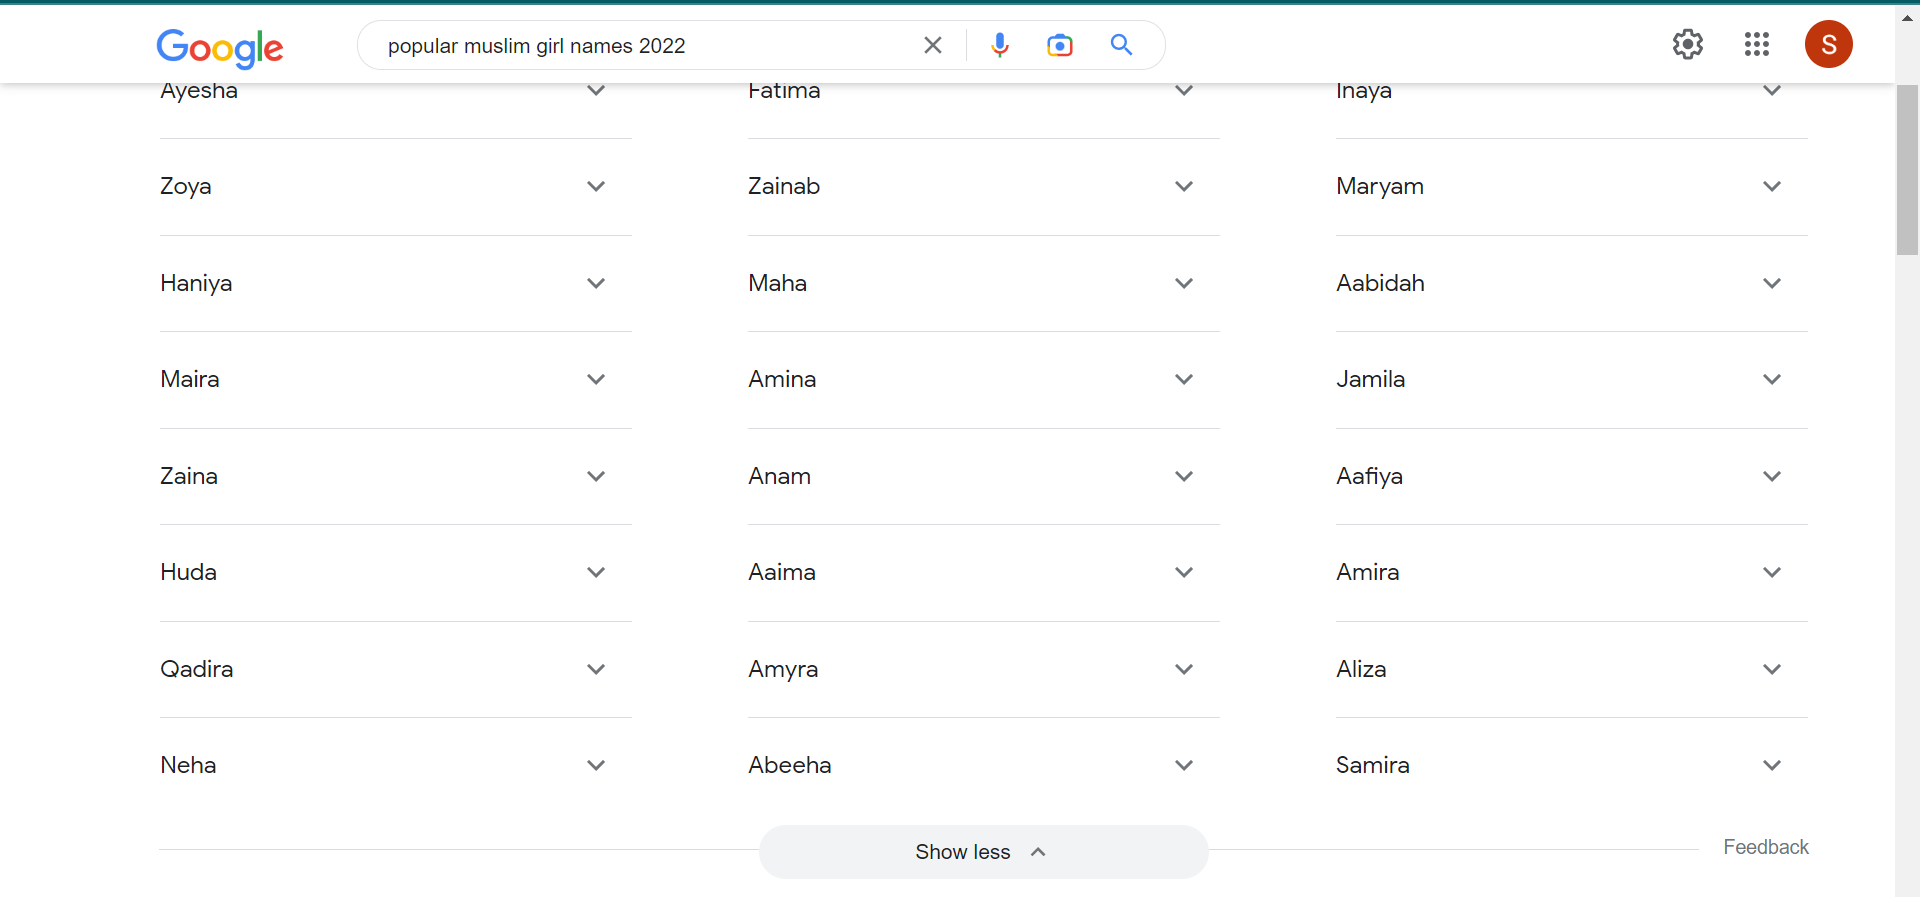 Google
popular muslim girl names 2022
S
Ayesha
Fatima
Inaya
Zoya
Zainab
Maryam
Haniya
Maha
Aabidah
Maira
Amina
Jamila
Zaina
Anam
Aafiya
Huda
Aaima
Amira
Qadira
Amyra
Aliza
Neha
Abeeha
Samira
Show less
Feedback